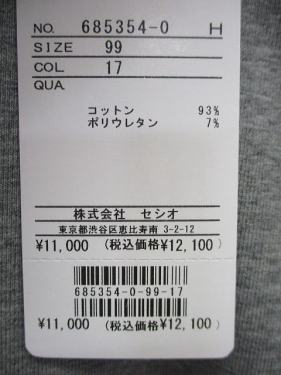 NO. 685354-0 H
SIZE 99
COL 17
QUA.
コットン 93%
ポリウレタン 7%
株式会社 セシオ
東京都渋谷区恵比寿南 3-2-12
¥11,000 (税込価格¥12,100)
685354-0-99-17
¥11,000 (税込価格¥12,100)